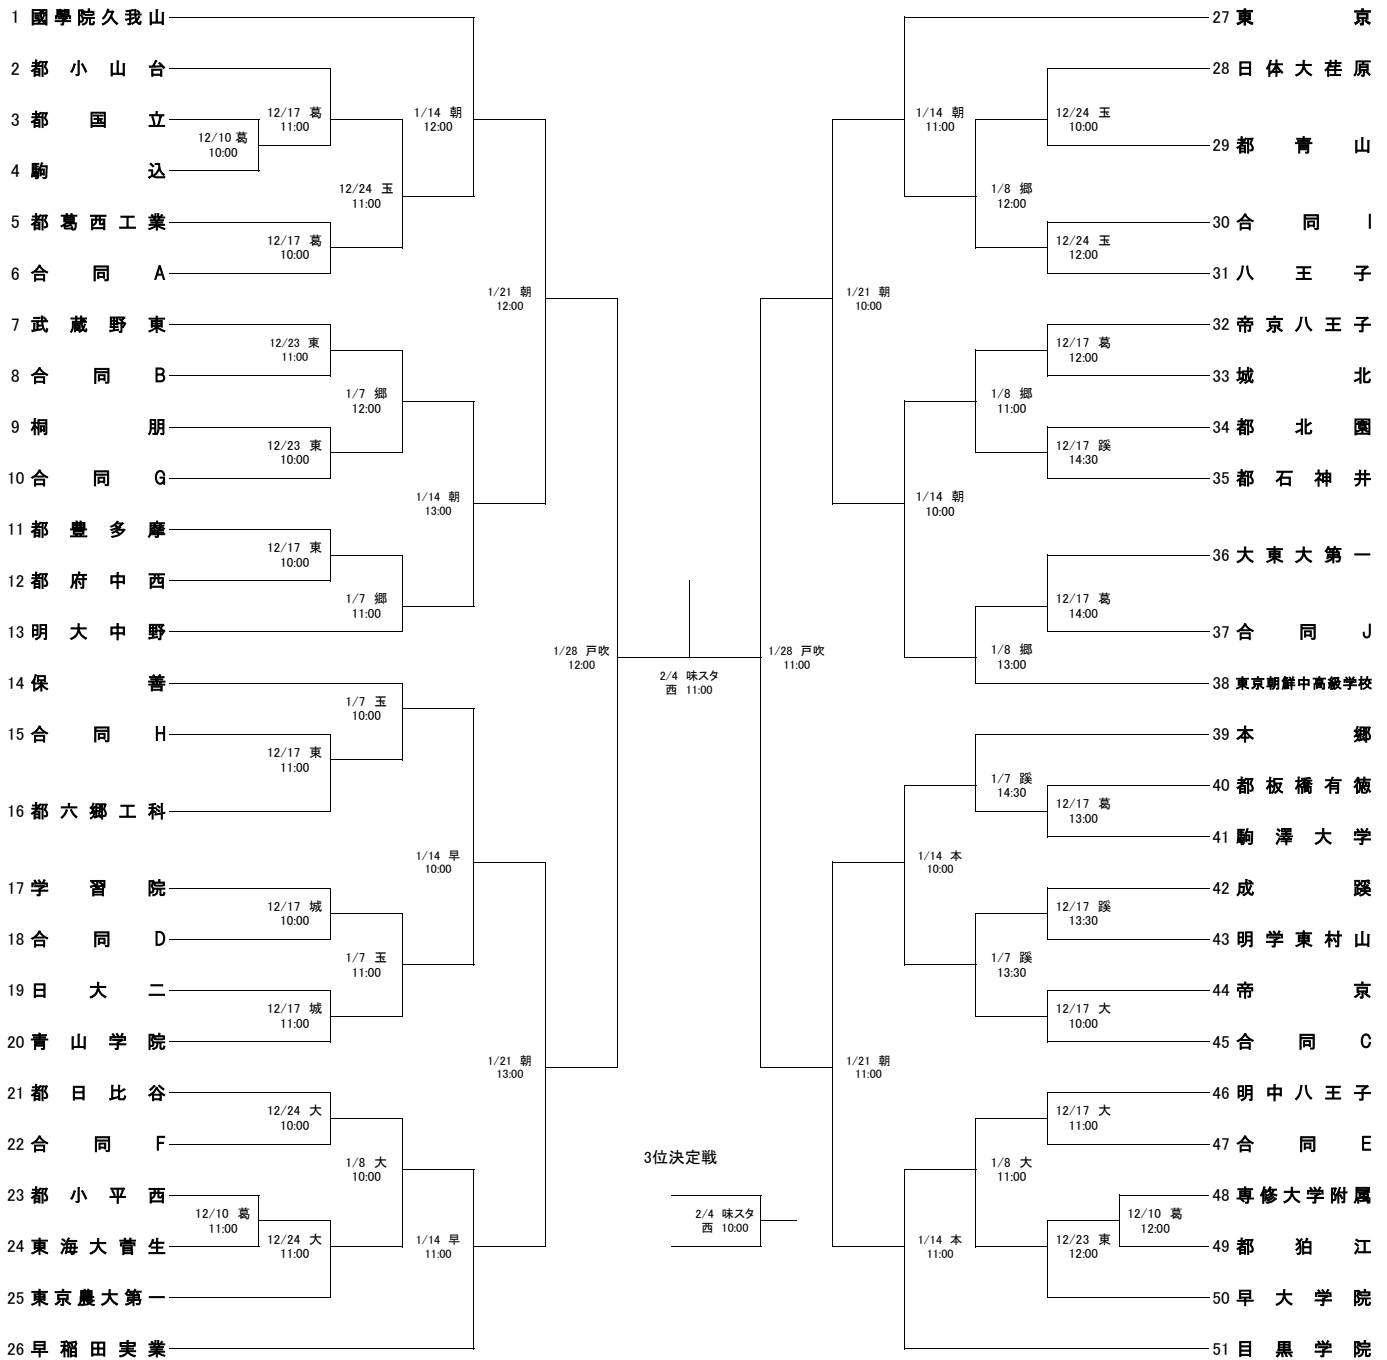 1 國學院久我山
2 都小山台
3 都国立
4 駒込
5 都葛西工業
6 合同A
7 武蔵野東
8 合同B
9 桐朋
10 合同G
11 都豊多摩
12 都府中西
13 明大中野
14 保善
15 合同H
16 都六郷工科
17 学習院
18 合同D
19 日大二
20 青山学院
21 都日比谷
22 合同F
23 都小平西
24 東海大菅生
25 東京農大第一
26 早稲田実業
12/10 葛
10:00
12/10 葛
11:00
12/17 葛
11:00
12/17 葛
10:00
12/23 東
11:00
12/23 東
10:00
12/17 東
10:00
12/17 東
11:00
12/17 城
10:00
12/17 城
11:00
12/24 大
10:00
12/24 大
11:00
12/24 玉
11:00
1/7 郷
12:00
1/7 郷
11:00
1/7 玉
10:00
1/7 玉
11:00
1/8 大
10:00
1/14 朝
12:00
1/14 朝
13:00
1/14 早
10:00
1/14 早
11:00
1/21 朝
12:00
1/21 朝
13:00
1/28 戸吹
12:00
2/4 味スタ
西 11:00
3位決定戦
2/4 味スタ
西 10:00
1/28 戸吹
11:00
1/21 朝
10:00
1/21 朝
11:00
1/14 朝
11:00
1/14 朝
10:00
1/14 本
10:00
1/14 本
11:00
1/8 郷
12:00
1/8 郷
11:00
1/8 郷
13:00
1/7 蹊
14:30
1/7 蹊
13:30
1/8 大
11:00
12/24 玉
10:00
12/24 玉
12:00
12/17 葛
12:00
12/17 蹊
14:30
12/17 葛
14:00
12/17 葛
13:00
12/17 蹊
13:30
12/17 大
10:00
12/17 大
11:00
12/23 東
12:00
12/10 葛
12:00
27 東京
28 日体大荏原
29 都青山
30 合同I
31 八王子
32 帝京八王子
33 城北
34 都北園
35 都石神井
36 大東大第一
37 合同J
38 東京朝鮮中高級学校
39 本郷
40 都板橋有徳
41 駒澤大学
42 成蹊
43 明学東村山
44 帝京
45 合同C
46 明中八王子
47 合同E
48 専修大学附属
49 都狛江
50 早大学院
51 目黒学院